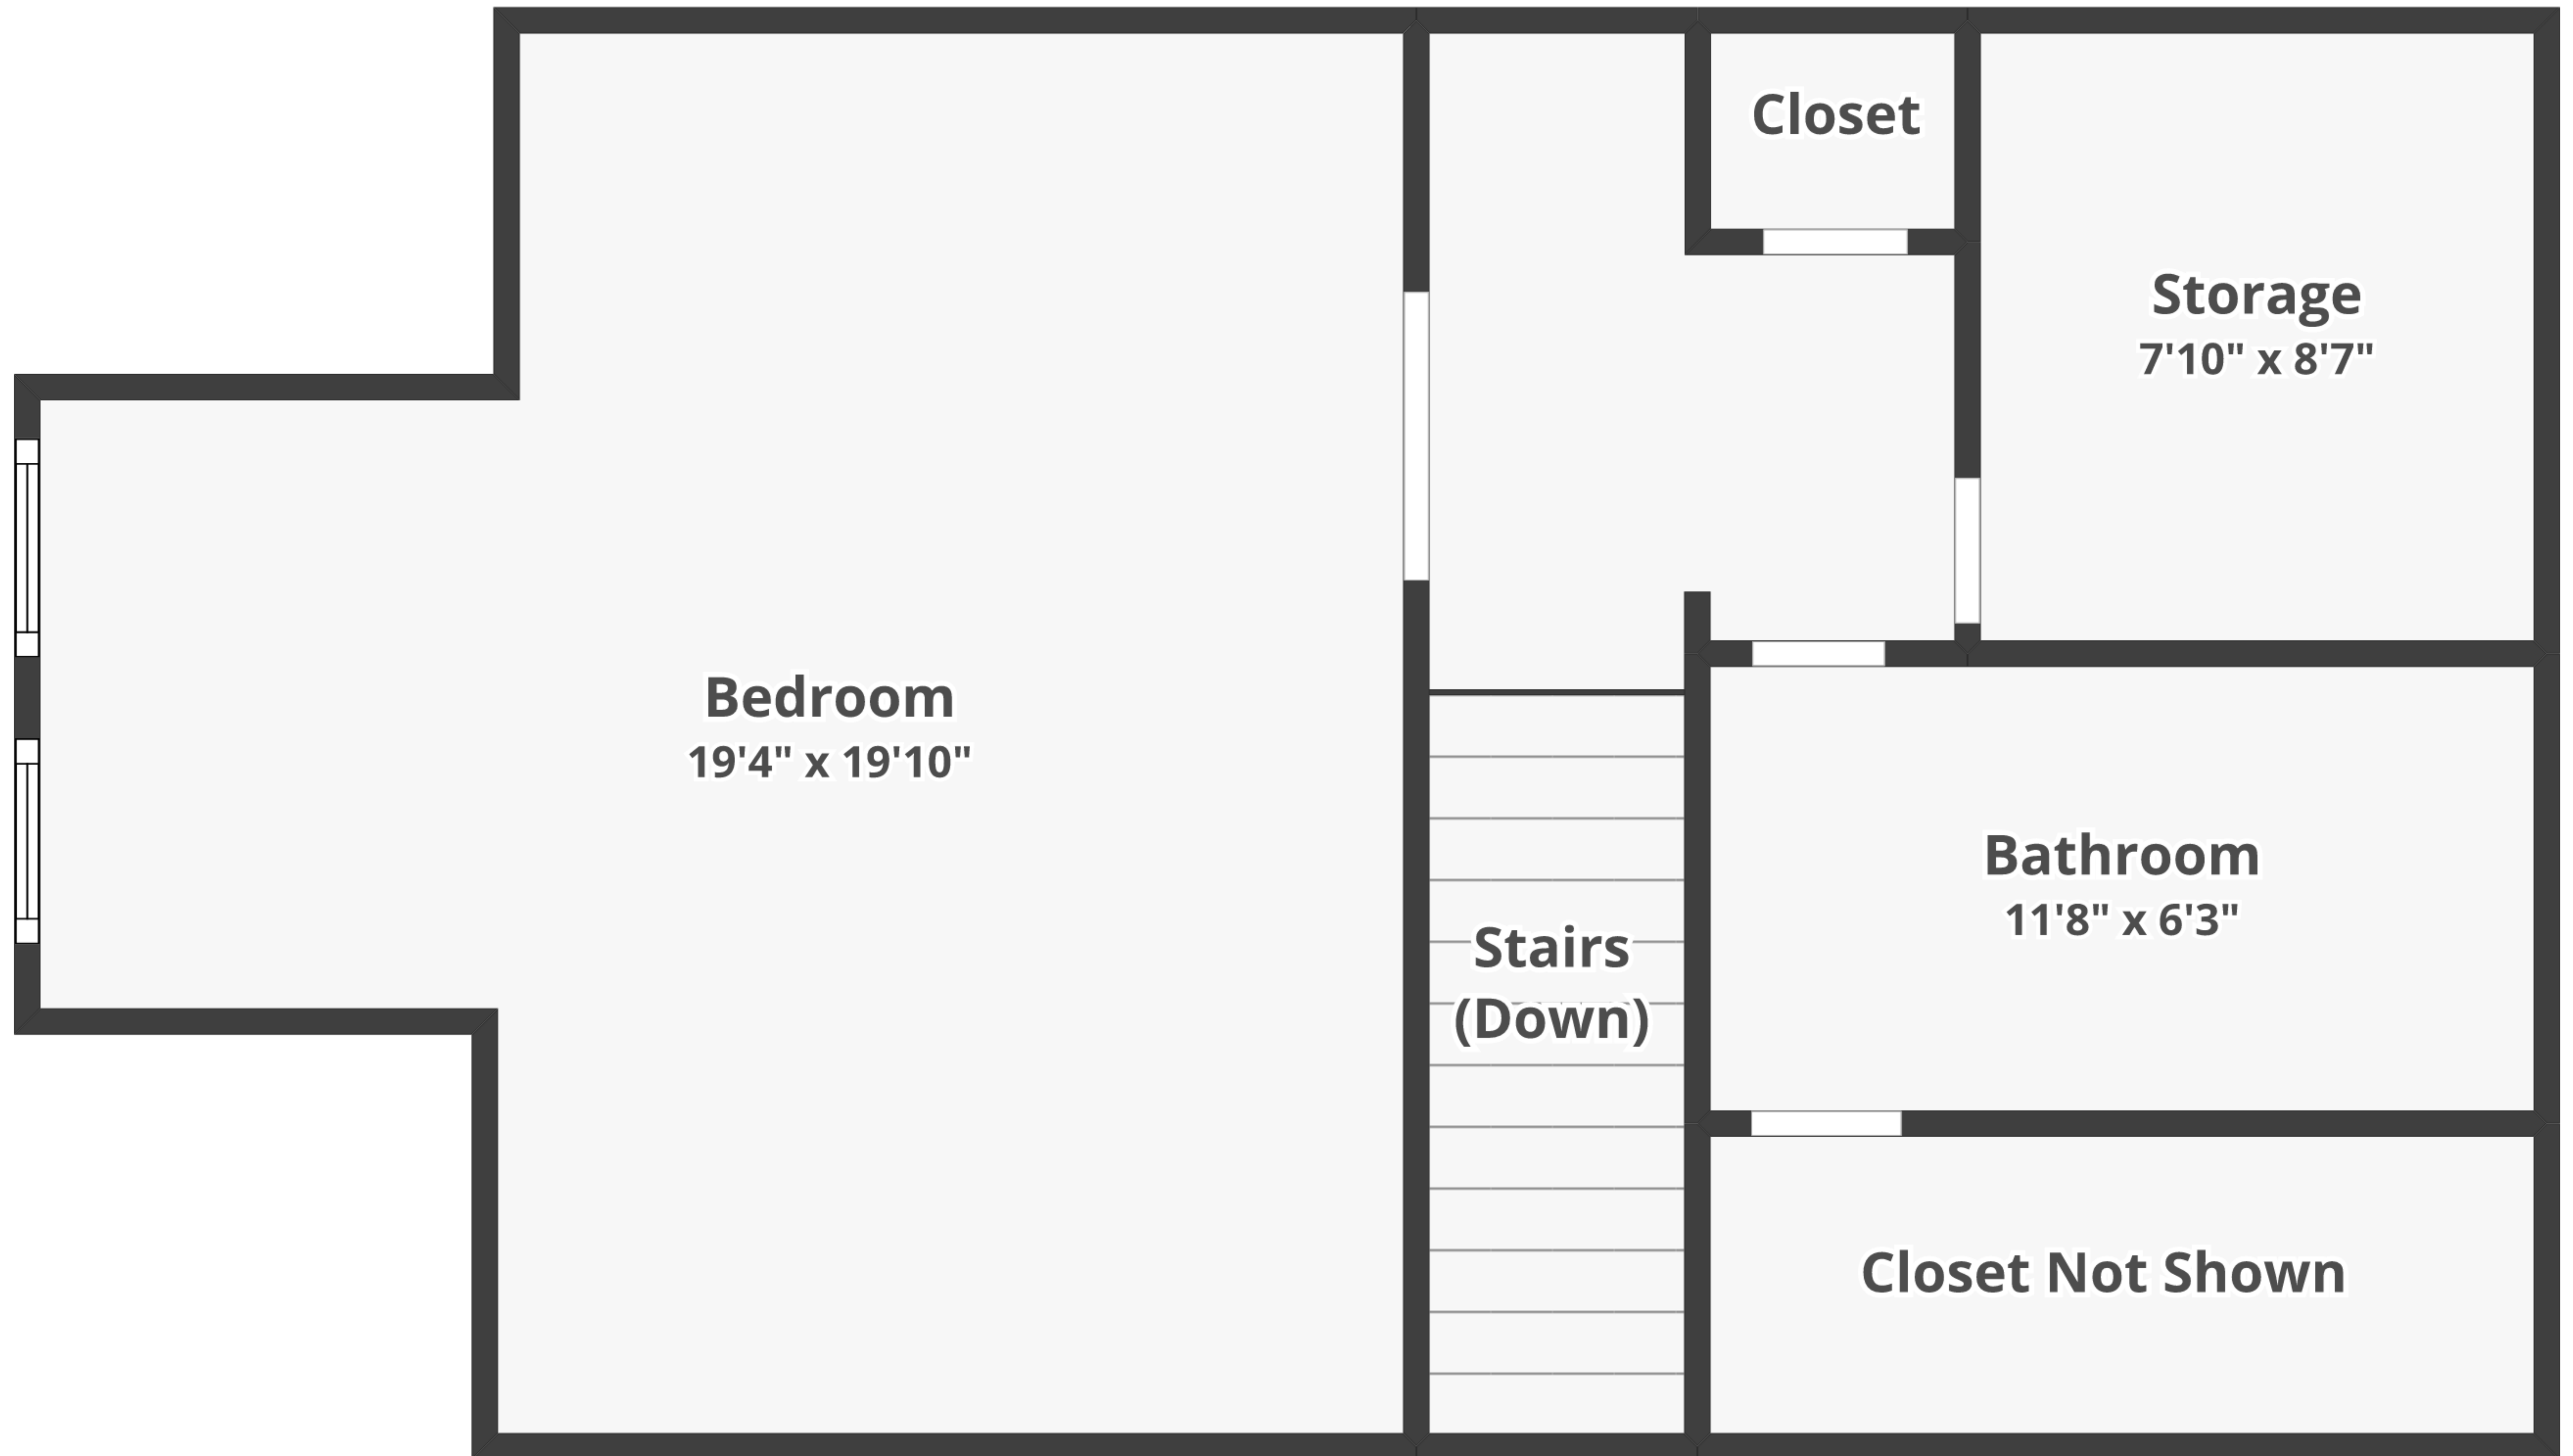 Closet
Storage
7'10" x 8'7"
Bedroom
19'4" x 19'10"
Bathroom
11'8" x 6'3"
Stairs
(Down)
Closet Not Shown